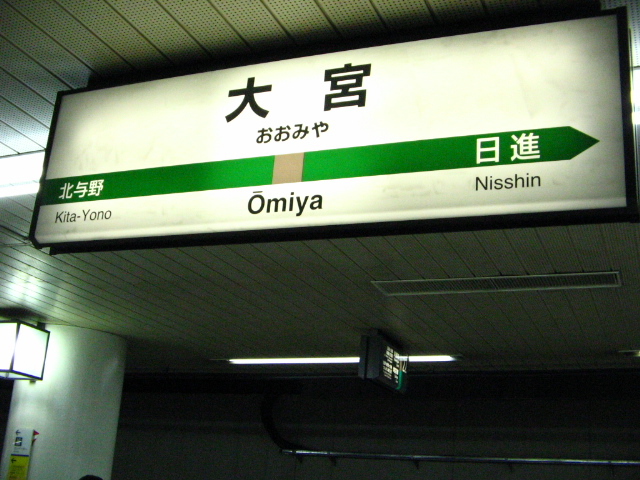 大宮
おおみや
北与野
日進
Kita-Yono
Ōmiya
Nisshin